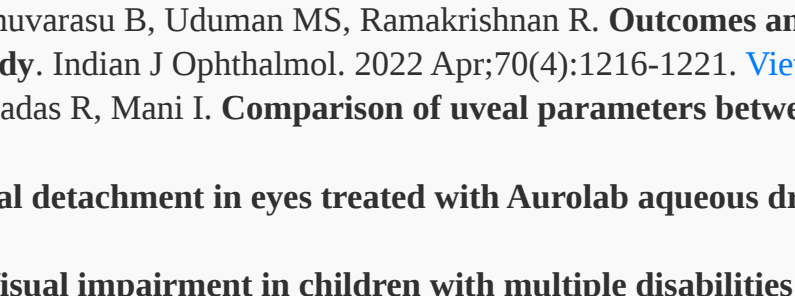 nuvarasu B, Uduman MS, Ramakrishnan R. Outcomes an
dy. Indian J Ophthalmol. 2022 Apr;70(4):1216-1221. Vie
adas R, Mani I. Comparison of uveal parameters betwe
al detachment in eyes treated with Aurolab aqueous dr
isual impairment in children with multiple disabilities